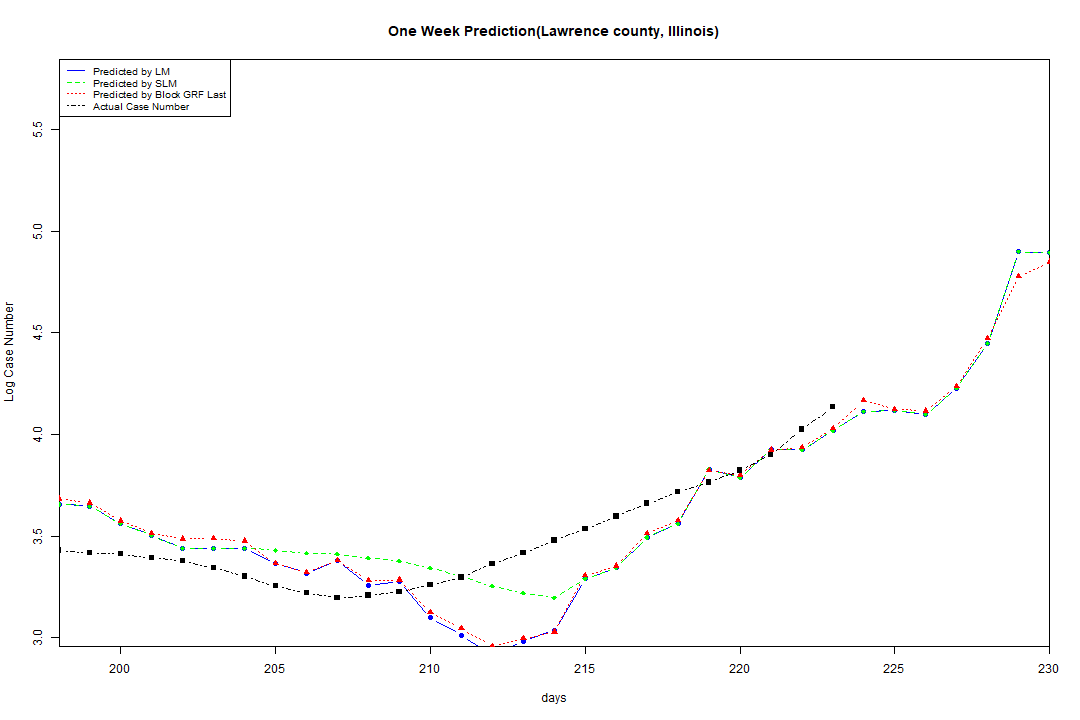 One Week Prediction(Lawrence county, Illinois)
Predicted by LM
Predicted by SLM
Predicted by Block GRF Last
Actual Case Number
5.5
5.0
4.5
4.0
3.5
3.0
Log Case Number
200 205 210 215 220 225 230
days